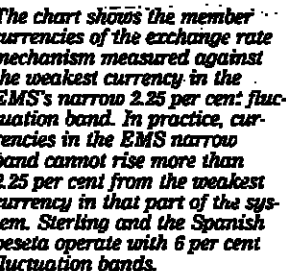 The chart shows the member
currencies of the exchange rate
mechanism measured against
the weakest currency in the
EMS's narrow 2.25 per cent fluc-
tuation band. In practice, cur-
rencies in the EMS narrow
band cannot rise more than
2.25 per cent from the weakest
currency in that part of the sys-
tem. Sterling and the Spanish
peseta operate with 6 per cent
fluctuation bands.